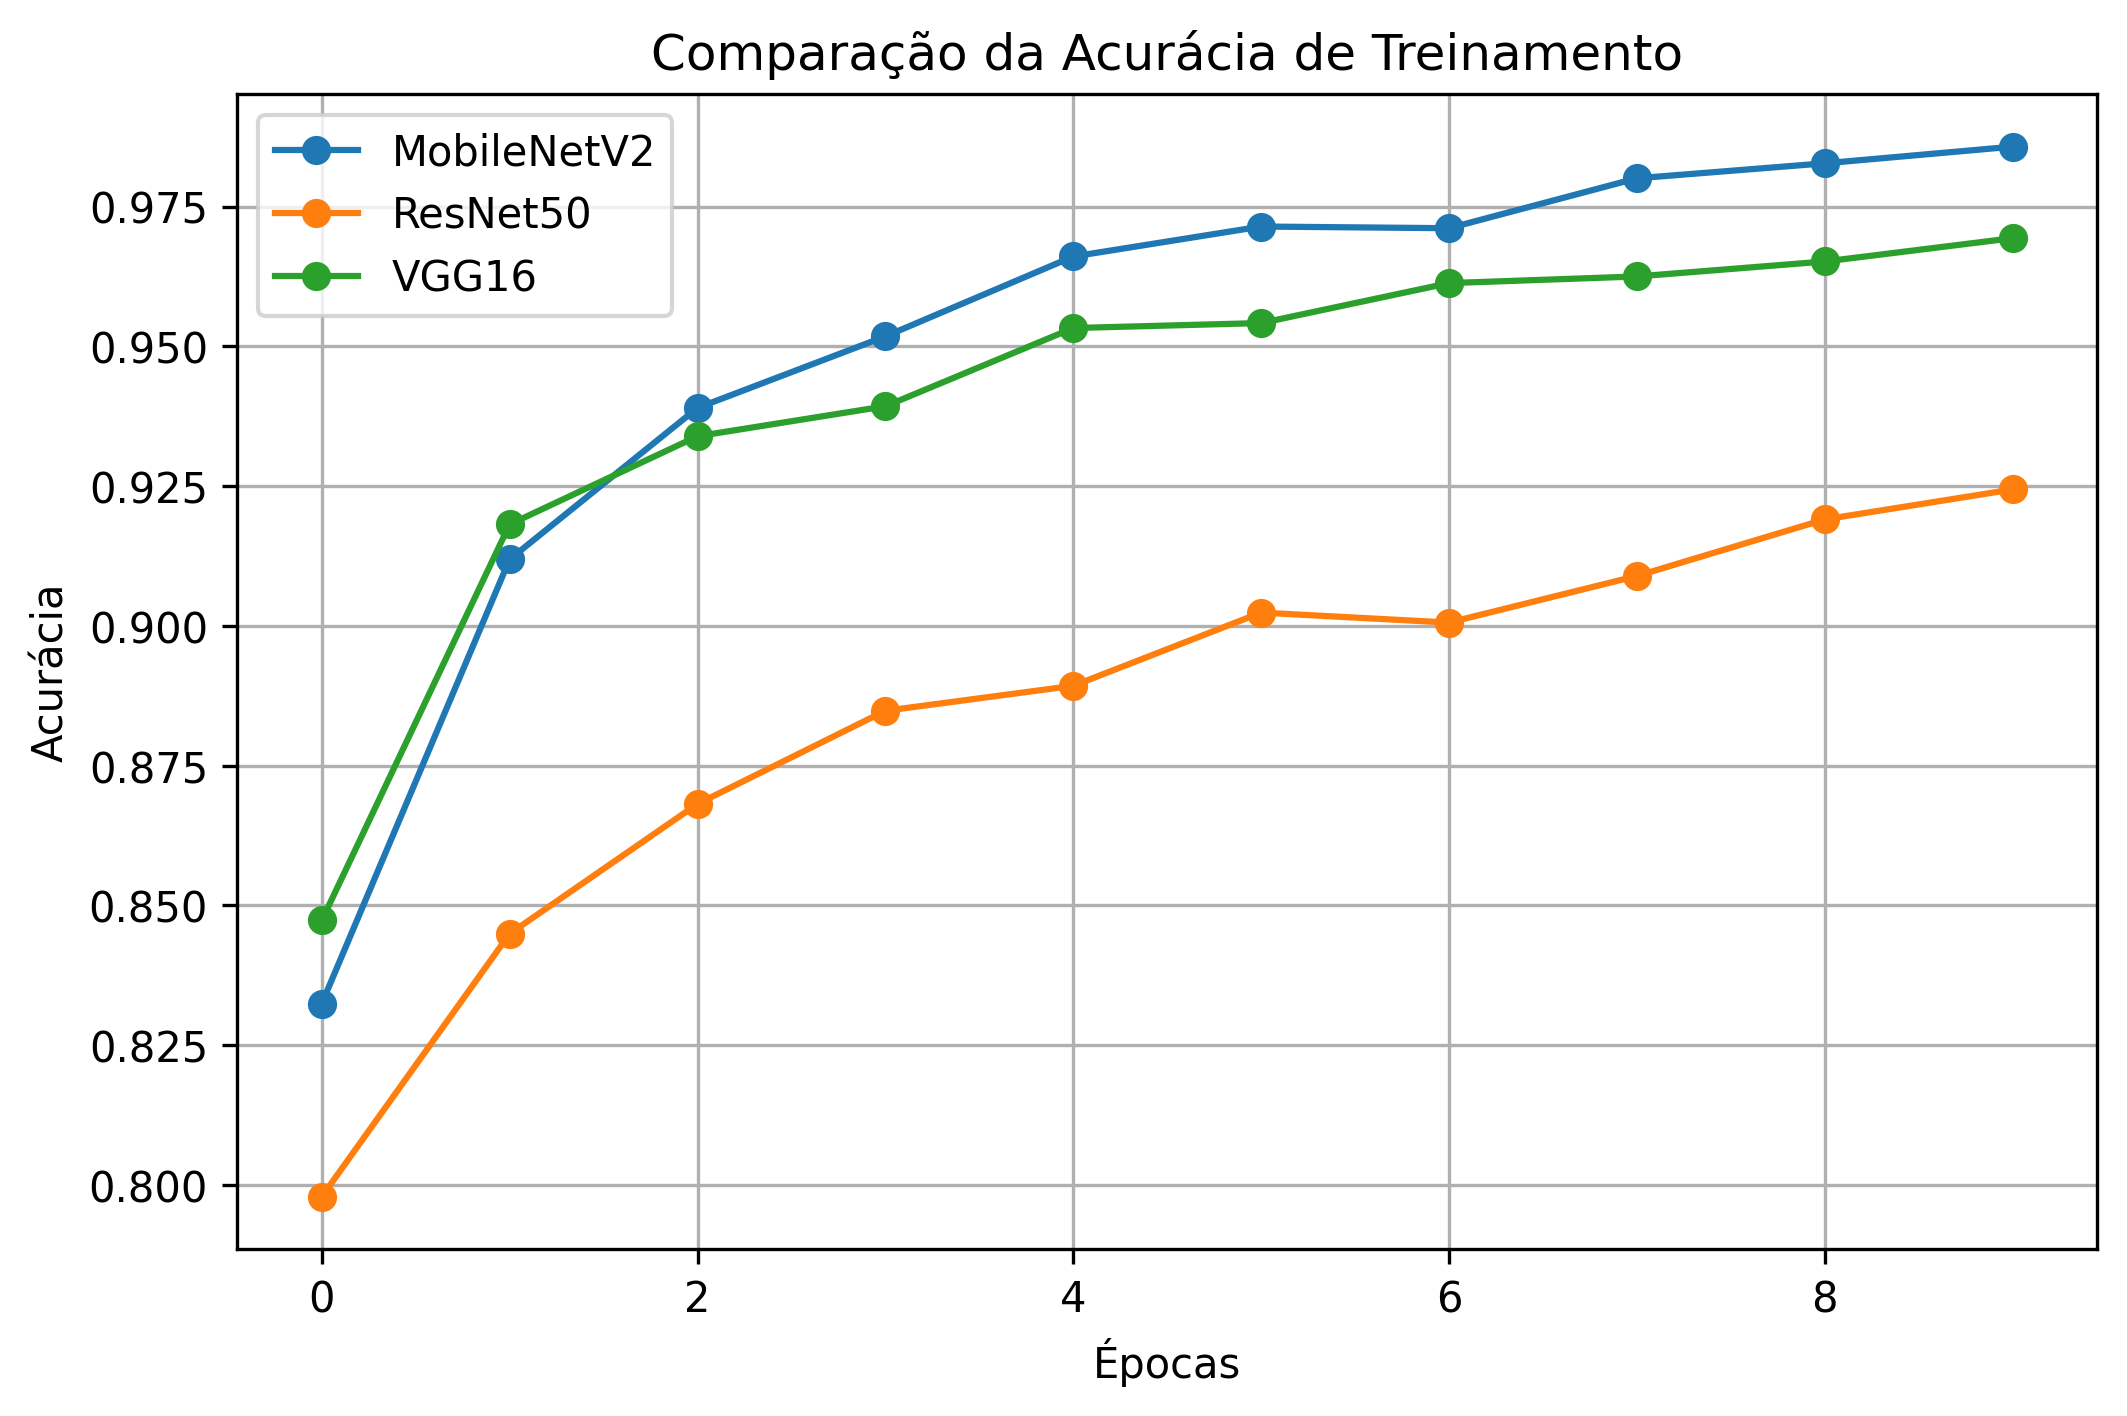 Comparação da Acurácia de Treinamento
MobileNetV2
ResNet50
VGG16
0.975
0.950
0.925
0.900
0.875
0.850
0.825
0.800
Acurácia
0 2 4 6 8
Épocas